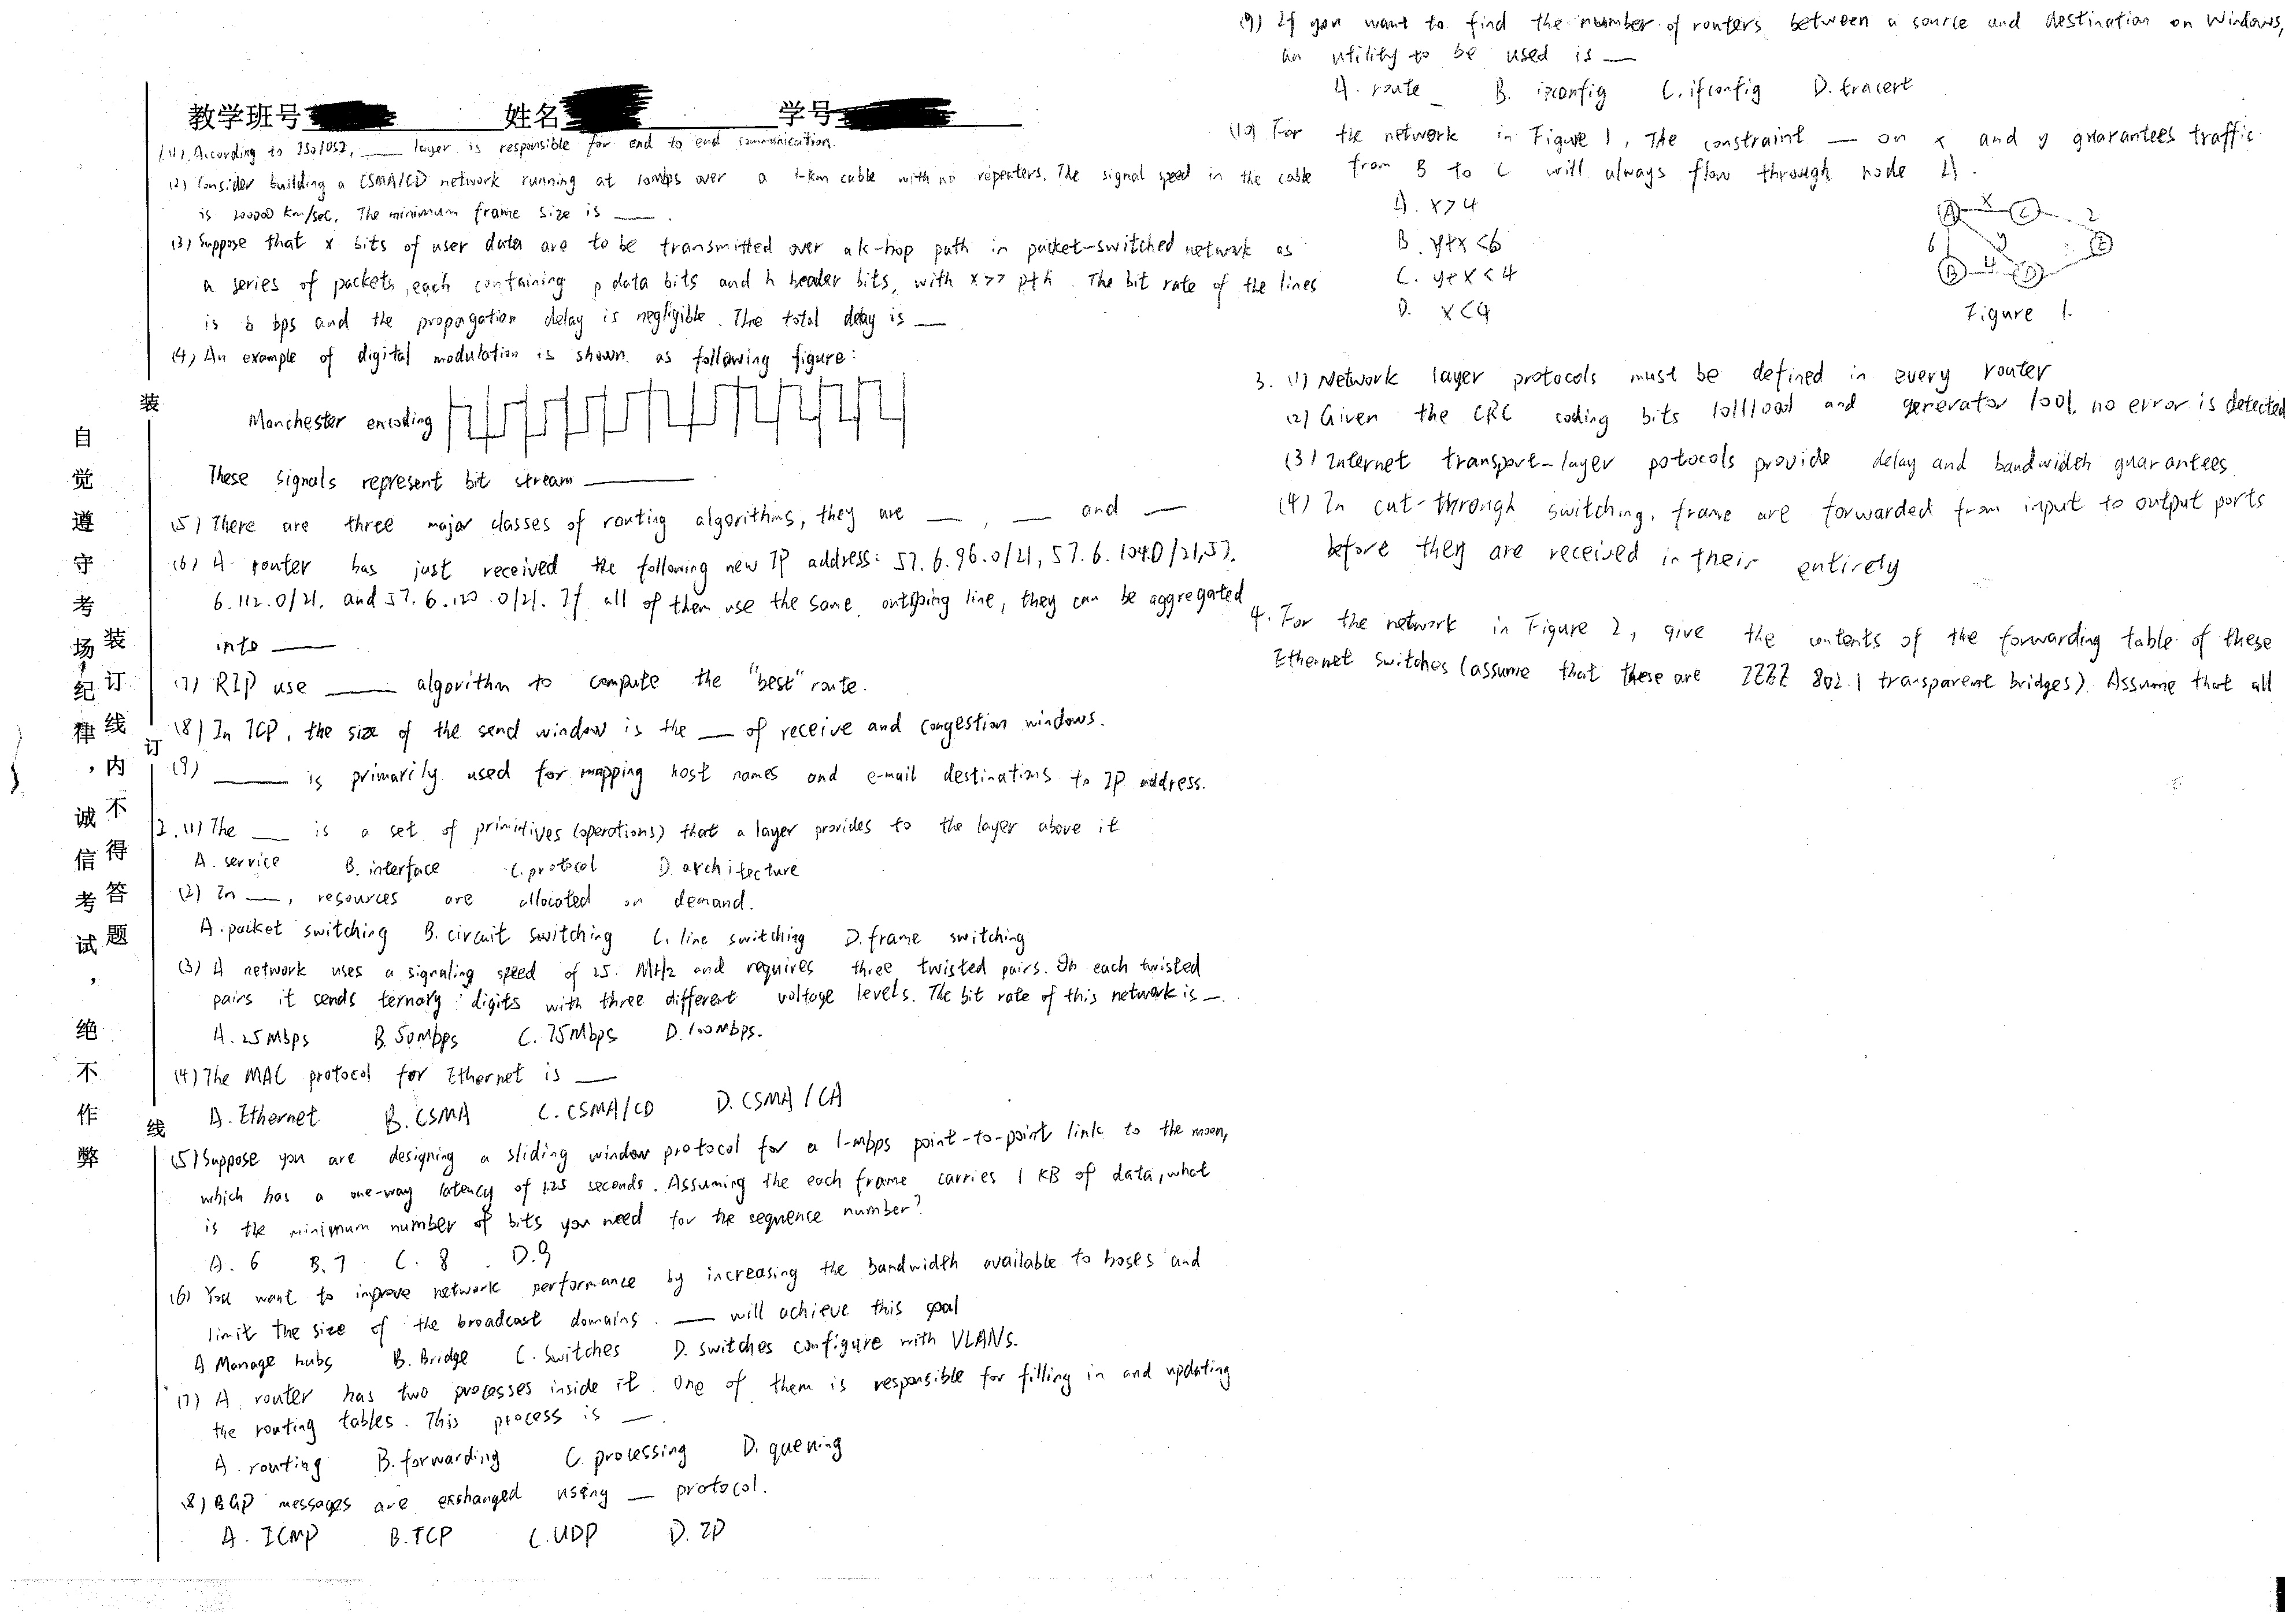 教学班号 姓名 学号
1.(1).According to ISO/OSI, ___ layer is responsible for end to end communication.
(2) Consider building a CSMA/CD network running at 10mbps over a 1-km cable with no repeaters. The signal speed in the cable
is 200000 km/sec. The minimum frame size is ___.
(3) Suppose that x bits of user data are to be transmitted over a k-hop path in packet-switched network as
a series of packets, each containing p data bits and h header bits, with x>> p+h. The bit rate of the lines
is b bps and the propagation delay is negligible. The total delay is ___
(4) An example of digital modulation is shown as following figure:
Manchester encoding
These signals represent bit stream ___
(5) There are three major classes of routing algorithms, they are ___, ___ and ___
(6) A router has just received the following new IP address: 57.6.96.0/21, 57.6.104.0/21, 57.
6.112.0/21. and 57.6.120.0/21. If all of them use the same outgoing line, they can be aggregated
into ___
(7) RIP use ___ algorithm to compute the "best" route.
(8) In TCP, the size of the send window is the ___ of receive and congestion windows.
(9) ___ is primarily used for mapping host names and e-mail destinations to IP address.
2.(1) The ___ is a set of primitives (operations) that a layer provides to the layer above it
A. service B. interface C. protocol D. architecture
(2) In ___, resources are allocated on demand.
A. packet switching B. circuit switching C. line switching D. frame switching
(3) A network uses a signaling speed of 25 MHz and requires three twisted pairs. In each twisted
pairs it sends ternary digits with three different voltage levels. The bit rate of this network is ___.
A. 25Mbps B. 50Mbps C. 75Mbps D. 100Mbps.
(4) The MAC protocol for Ethernet is ___
A. Ethernet B. CSMA C. CSMA/CD D. CSMA/CA
(5) Suppose you are designing a sliding window protocol for a 1-mbps point-to-point link to the moon,
which has a one-way latency of 1.25 seconds. Assuming the each frame carries 1 KB of data, what
is the minimum number of bits you need for the sequence number?
A. 6 B. 7 C. 8 D. 9
(6) You want to improve network performance by increasing the bandwidth available to hosts and
limit the size of the broadcast domains. ___ will achieve this goal
A. Manage hubs B. Bridge C. Switches D. switches configure with VLANs.
(7) A router has two processes inside it. One of them is responsible for filling in and updating
the routing tables. This process is ___.
A. routing B. forwarding C. processing D. quening
(8) BGP messages are exchanged using ___ protocol.
A. ICMP B. TCP C. UDP D. IP
(9) If you want to find the number of routers between a source and destination on Windows,
an utility to be used is ___
A. route B. ipconfig C. ifconfig D. tracert
(10) For the network in Figure 1, The constraint ___ on x and y guarantees traffic
from B to C will always flow through node A.
A. x>4
B. y+x<6
C. y+x<4
D. x<4
A x C 2 E
6 y
B 4 D
Figure 1.
3. (1) Network layer protocols must be defined in every router
(2) Given the CRC coding bits and generator 1001, no error is detected
(3) Internet transport-layer potocols provide delay and bandwidth guarantees
(4) In cut-through switching, frame are forwarded from input to output ports
before they are received in their entirety
4. For the network in Figure 2, give the contents of the forwarding table of these
Ethernet switches (assume that these are IEEE 802.1 transparent bridges). Assume that all
自觉遵守考场纪律，诚信考试，绝不作弊
装订线内不得答题
装
订
线